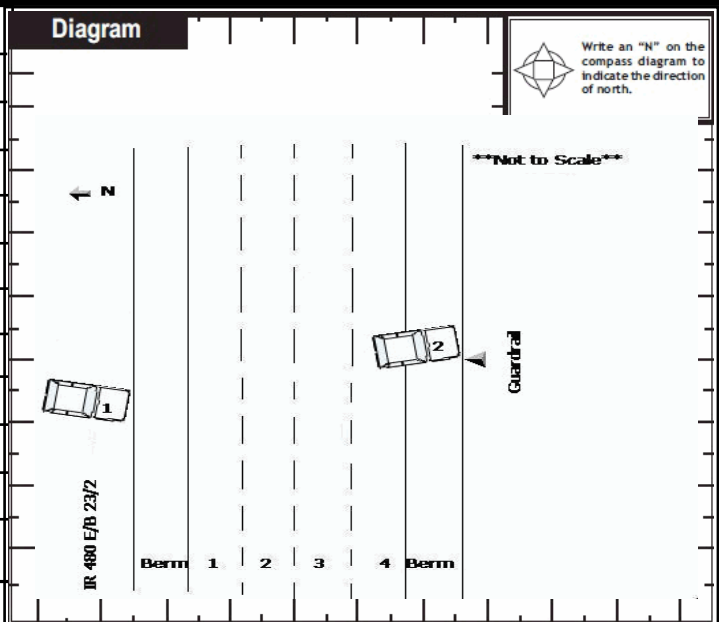 Diagram
Write an “N” on the
compass diagram to
indicate the direction
of north.
**Not to Scale**
N
2
Guardrail
1
IR 480 E/B 23/2
Berm 1 2 3 4 Berm